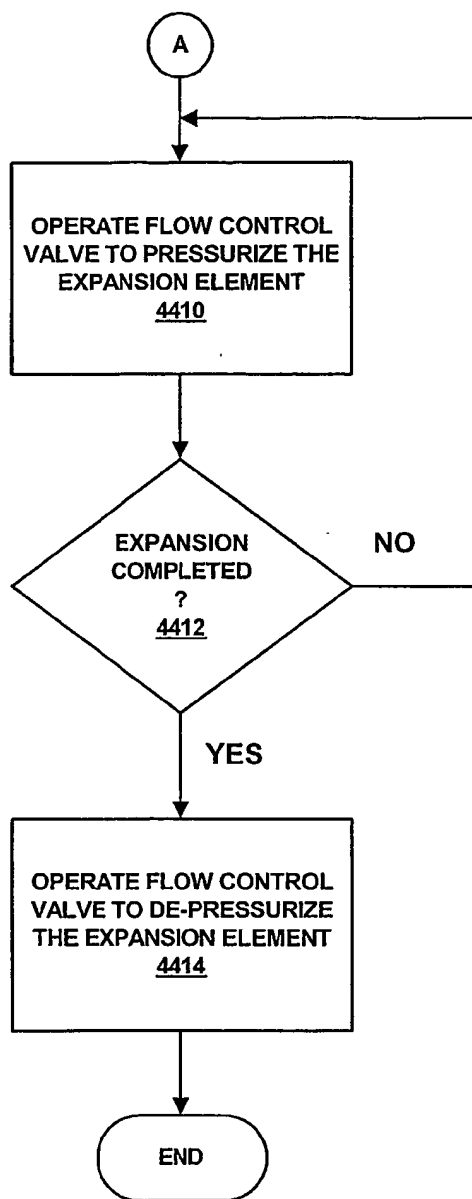 A
OPERATE FLOW CONTROL
VALVE TO PRESSURIZE THE
EXPANSION ELEMENT
4410
EXPANSION
COMPLETED
?
4412
NO
YES
OPERATE FLOW CONTROL
VALVE TO DE-PRESSURIZE
THE EXPANSION ELEMENT
4414
END